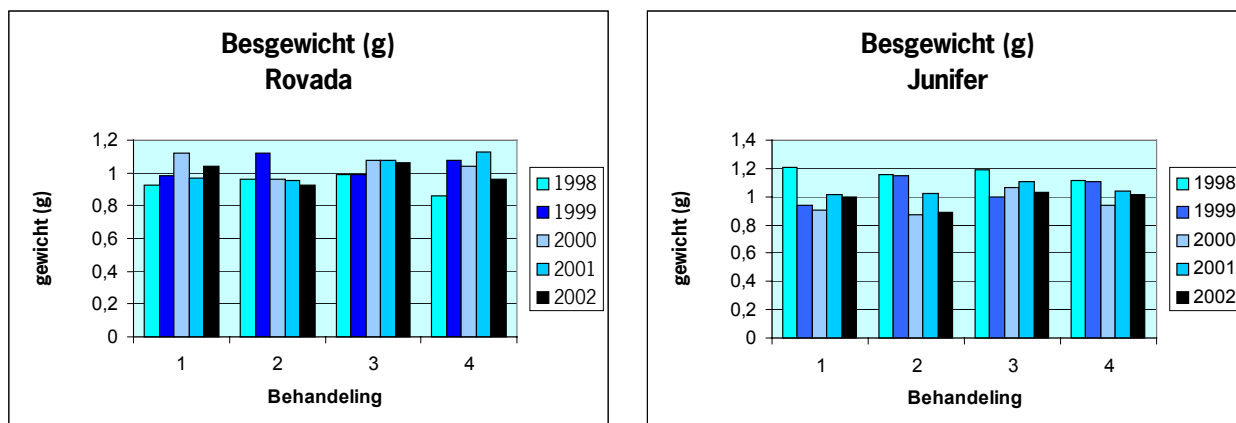 Besgewicht (g)
Rovada
1,2
1
0,8
0,6
0,4
0,2
0
gewicht (g)
1 2 3 4
Behandeling
1998
1999
2000
2001
2002
Besgewicht (g)
Junifer
1,4
1,2
1
0,8
0,6
0,4
0,2
0
gewicht (g)
1 2 3 4
Behandeling
1998
1999
2000
2001
2002